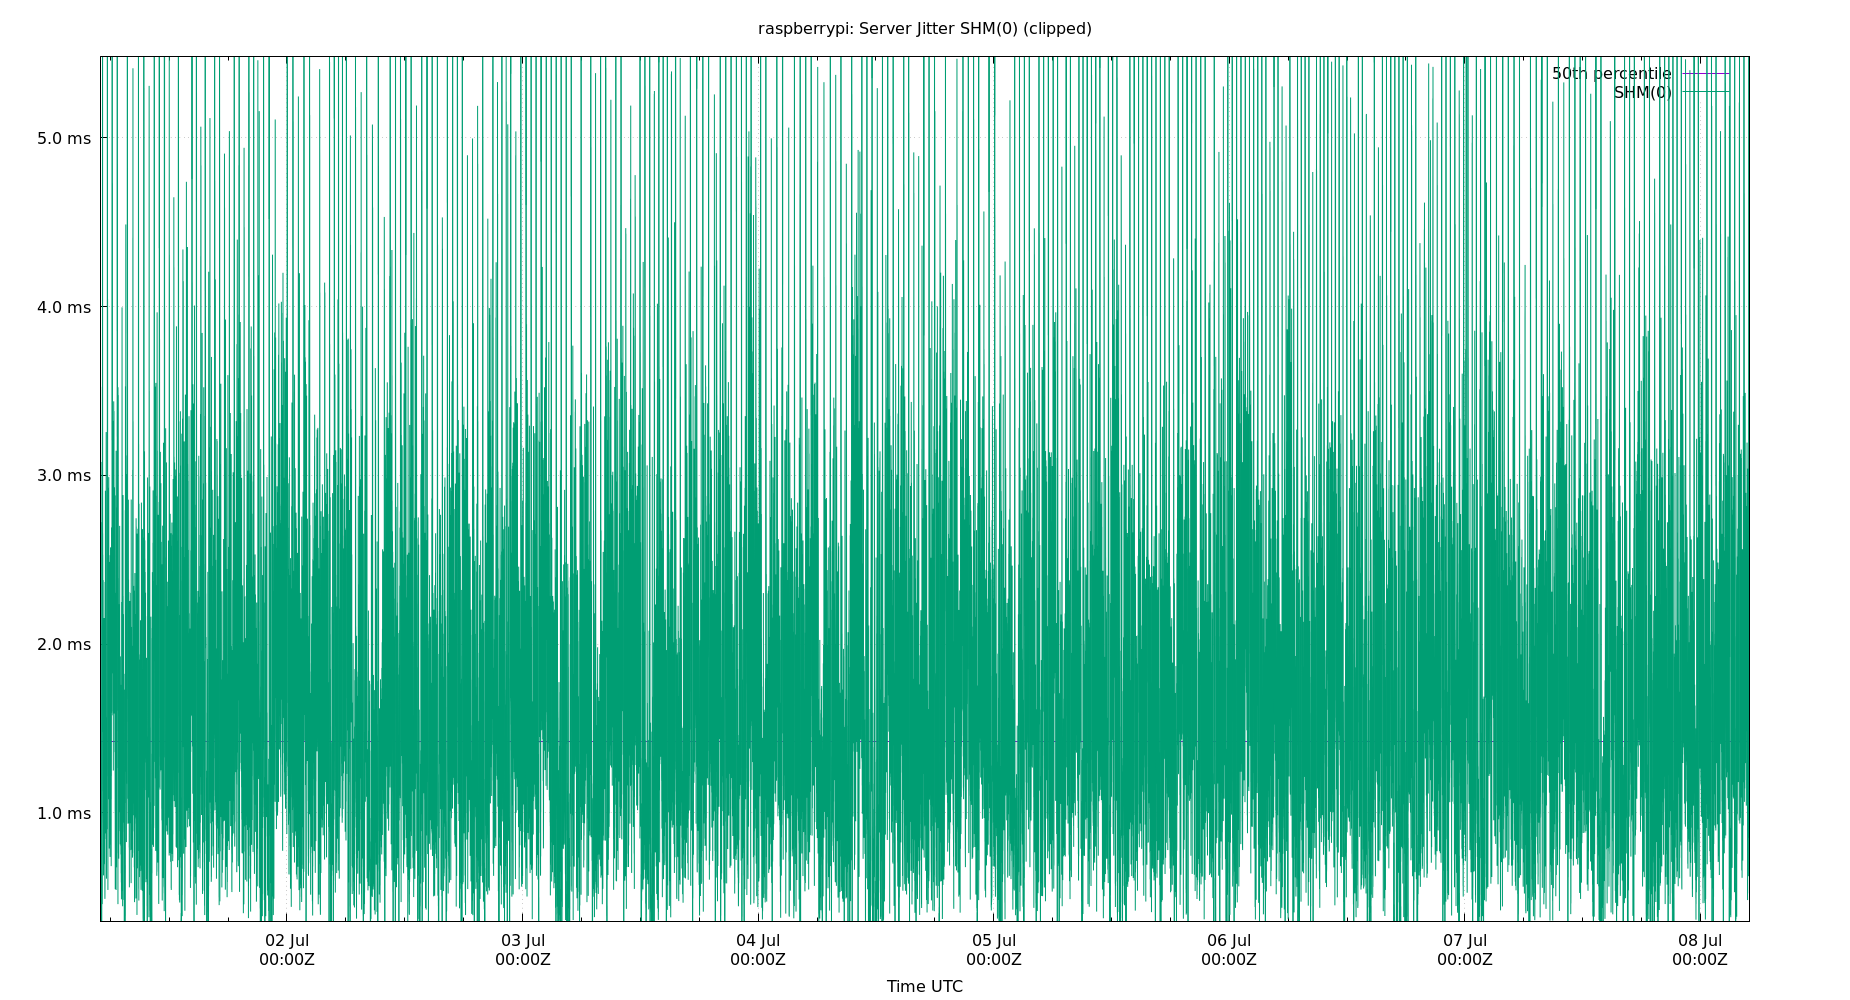 raspberrypi: Server Jitter SHM(0) (clipped)
50th percentile
SHM(0)
5.0 ms
4.0 ms
3.0 ms
2.0 ms
1.0 ms
02 Jul 03 Jul 04 Jul 05 Jul 06 Jul 07 Jul 08 Jul
00:00Z 00:00Z 00:00Z 00:00Z 00:00Z 00:00Z 00:00Z
Time UTC